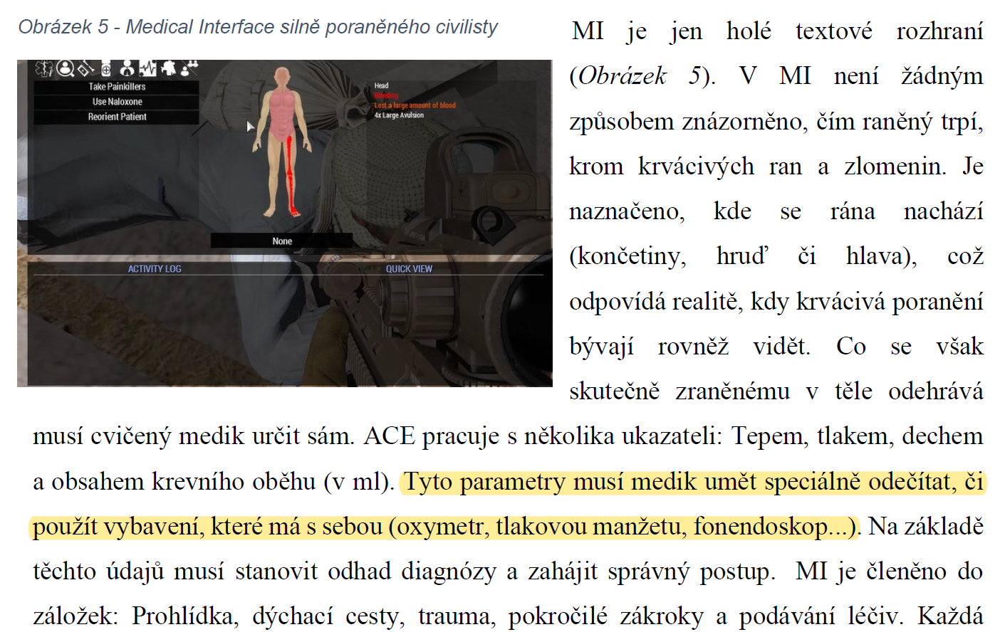 Obrázek 5 - Medical Interface silně poraněného civilisty
Take Painkillers
Use Naloxone
Reorient Patient
Head
Bleeding
Lost a large amount of blood
4x Large Avulsion
None
ACTIVITY LOG
QUICK VIEW
MI je jen holé textové rozhraní
(Obrázek 5). V MI není žádným
způsobem znázorněno, čím raněný trpí,
krom krvácivých ran a zlomenin. Je
naznačeno, kde se rána nachází
(končetiny, hruď či hlava), což
odpovídá realitě, kdy krvácivá poranění
bývají rovněž vidět. Co se však
skutečně zraněnému v těle odehrává
musí cvičený medik určit sám. ACE pracuje s několika ukazateli: Tepem, tlakem, dechem
a obsahem krevního oběhu (v ml). Tyto parametry musí medik umět speciálně odečítat, či
použít vybavení, které má s sebou (oxymetr, tlakovou manžetu, fonendoskop...). Na základě
těchto údajů musí stanovit odhad diagnózy a zahájit správný postup. MI je členěno do
záložek: Prohlídka, dýchací cesty, trauma, pokročilé zákroky a podávání léčiv. Každá